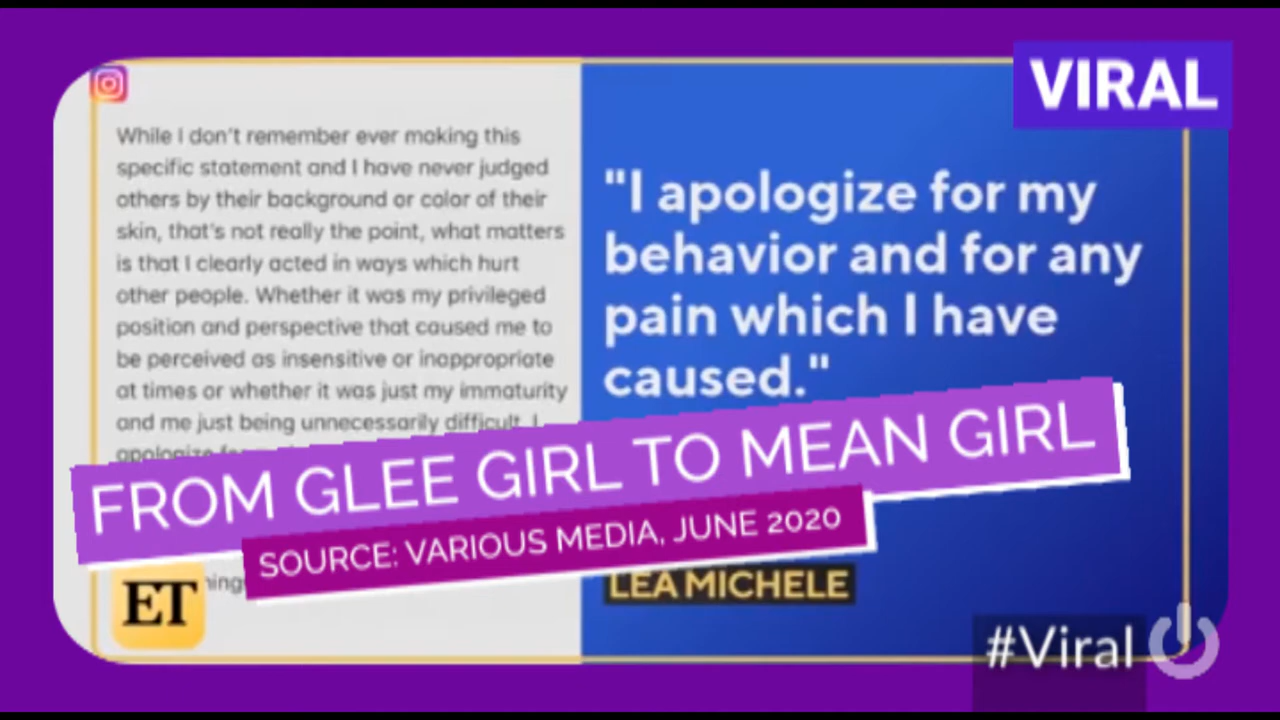 VIRAL
While I don't remember ever making this
specific statement and I have never judged
others by their background or color of their
skin, that's not really the point, what matters
is that I clearly acted in ways which hurt
other people. Whether it was my privileged
position and perspective that caused me to
be perceived as insensitive or inappropriate
at times or whether it was just my immaturity
and me just being unnecessarily difficult, I
apologize
"I apologize for my
behavior and for any
pain which I have
caused."
FROM GLEE GIRL TO MEAN GIRL
SOURCE: VARIOUS MEDIA, JUNE 2020
ET
LEA MICHELE
#Viral